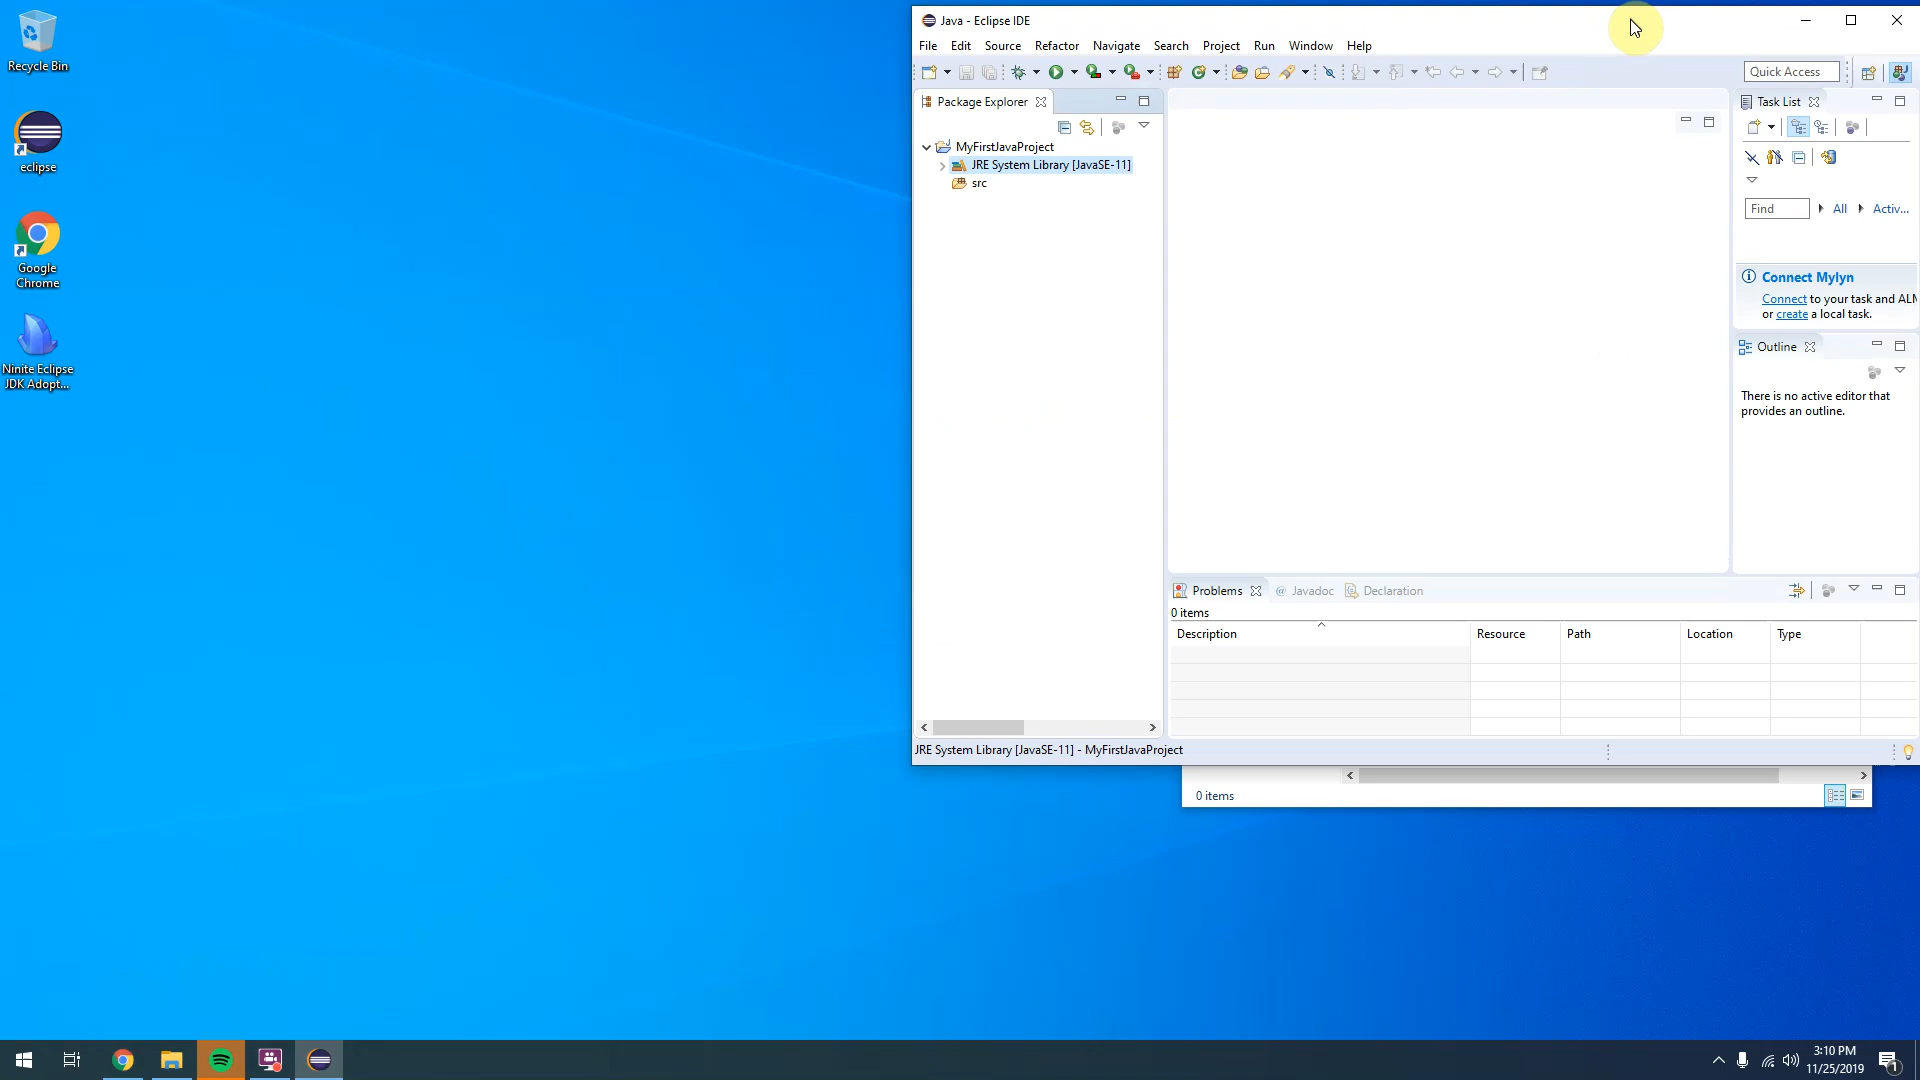 Recycle Bin
eclipse
Google
Chrome
Ninite Eclipse
JDK Adopt...
Java - Eclipse IDE
File Edit Source Refactor Navigate Search Project Run Window Help
Quick Access
Package Explorer
MyFirstJavaProject
JRE System Library [JavaSE-11]
src
Task List
Find All Activ...
Connect Mylyn
Connect to your task and ALM
or create a local task.
Outline
There is no active editor that
provides an outline.
Problems @ Javadoc Declaration
0 items
Description Resource Path Location Type
JRE System Library [JavaSE-11] - MyFirstJavaProject
0 items
3:10 PM
11/25/2019
1